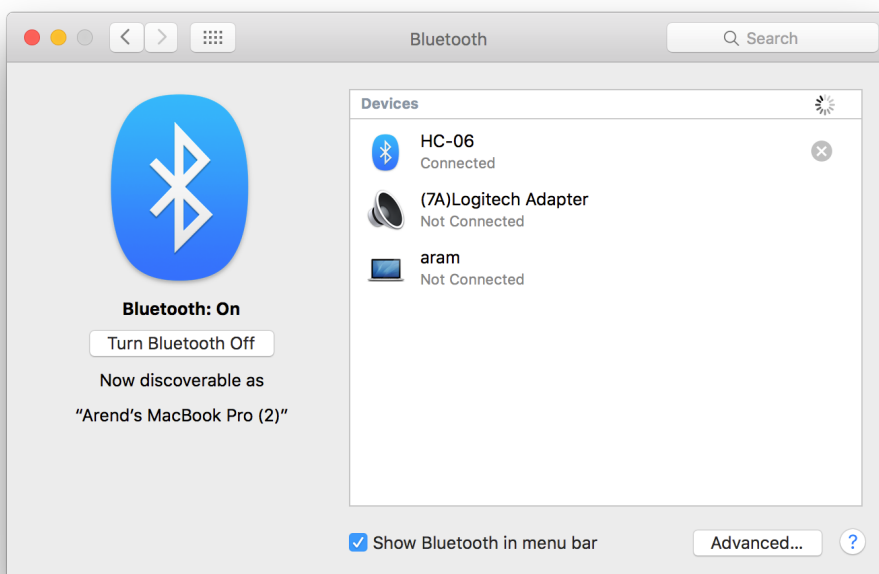 Bluetooth
Search
Devices
HC-06
Connected
(7A)Logitech Adapter
Not Connected
aram
Not Connected
Bluetooth: On
Turn Bluetooth Off
Now discoverable as
“Arend’s MacBook Pro (2)”
Show Bluetooth in menu bar
Advanced...
?